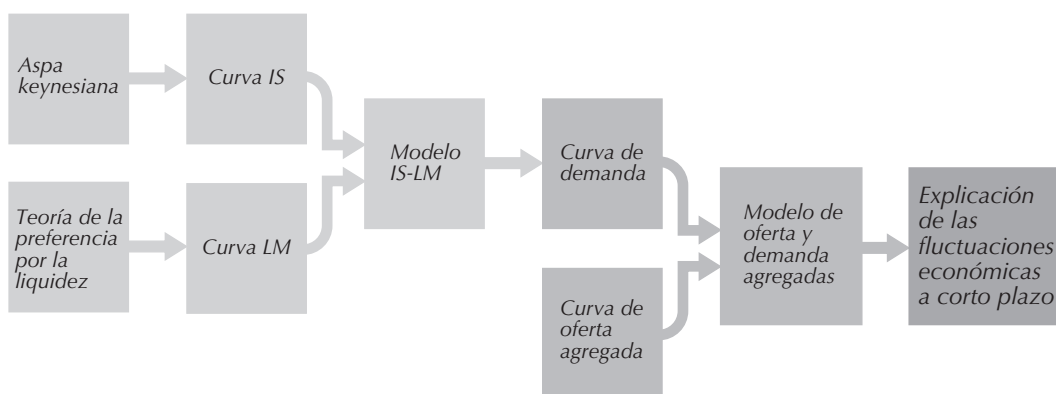 Aspa
keynesiana
Curva IS
Teoría de la
preferencia
por la
liquidez
Curva LM
Modelo
IS-LM
Curva de
demanda
Curva de
oferta
agregada
Modelo de
oferta y
demanda
agregadas
Explicación
de las
fluctuaciones
económicas
a corto plazo